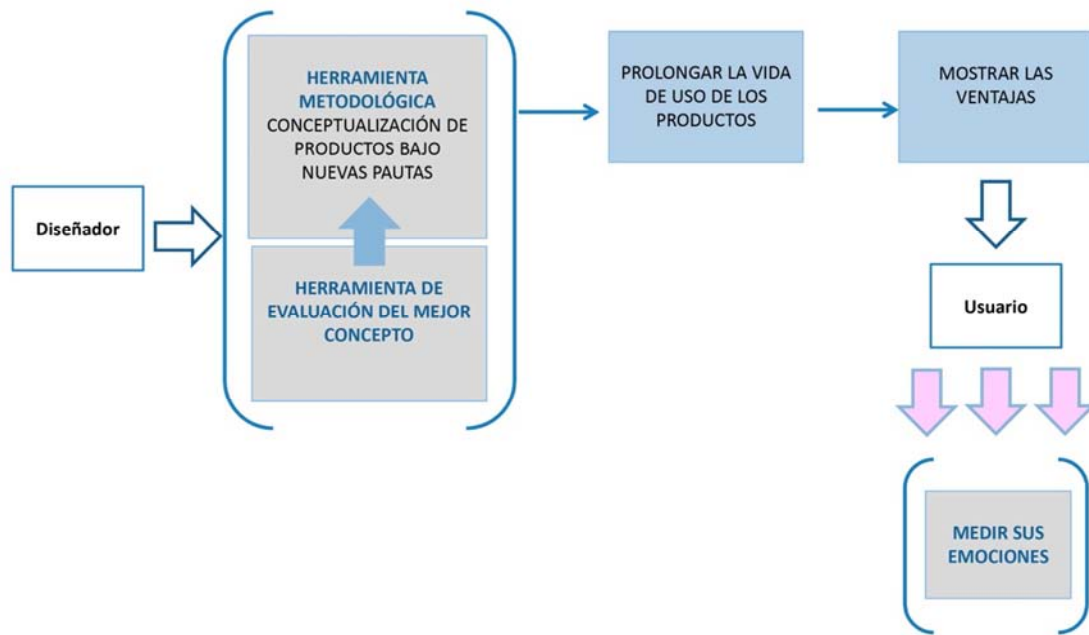 HERRAMIENTA
METODOLÓGICA
CONCEPTUALIZACIÓN DE
PRODUCTOS BAJO
NUEVAS PAUTAS
PROLONGAR LA VIDA
DE USO DE LOS
PRODUCTOS
MOSTRAR LAS
VENTAJAS
Diseñador
HERRAMIENTA DE
EVALUACIÓN DEL MEJOR
CONCEPTO
Usuario
MEDIR SUS
EMOCIONES